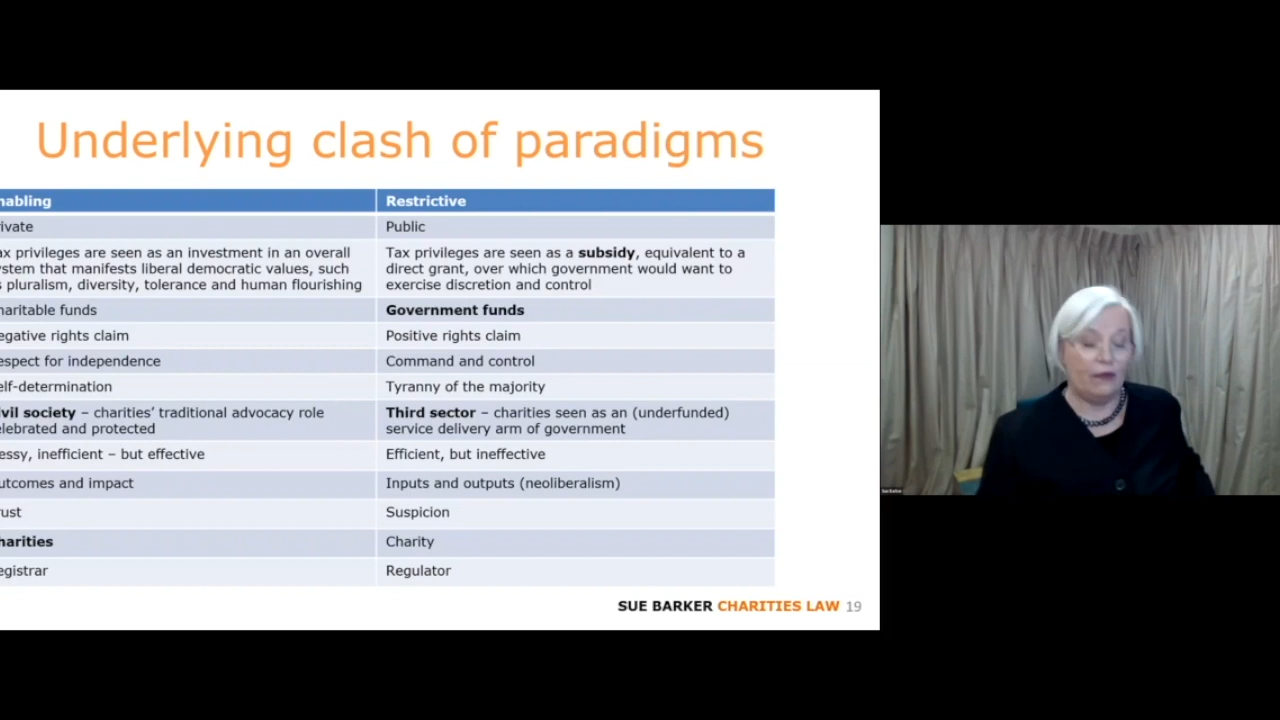 Underlying clash of paradigms
nabling Restrictive
ivate Public
ax privileges are seen as an investment in an overall
ystem that manifests liberal democratic values, such
s pluralism, diversity, tolerance and human flourishing
Tax privileges are seen as a subsidy, equivalent to a
direct grant, over which government would want to
exercise discretion and control
haritable funds Government funds
egative rights claim Positive rights claim
espect for independence Command and control
elf-determination Tyranny of the majority
ivil society – charities’ traditional advocacy role
elebrated and protected
Third sector – charities seen as an (underfunded)
service delivery arm of government
essy, inefficient – but effective Efficient, but ineffective
utcomes and impact Inputs and outputs (neoliberalism)
rust Suspicion
harities Charity
egistrar Regulator
SUE BARKER CHARITIES LAW 19
Sue Barker